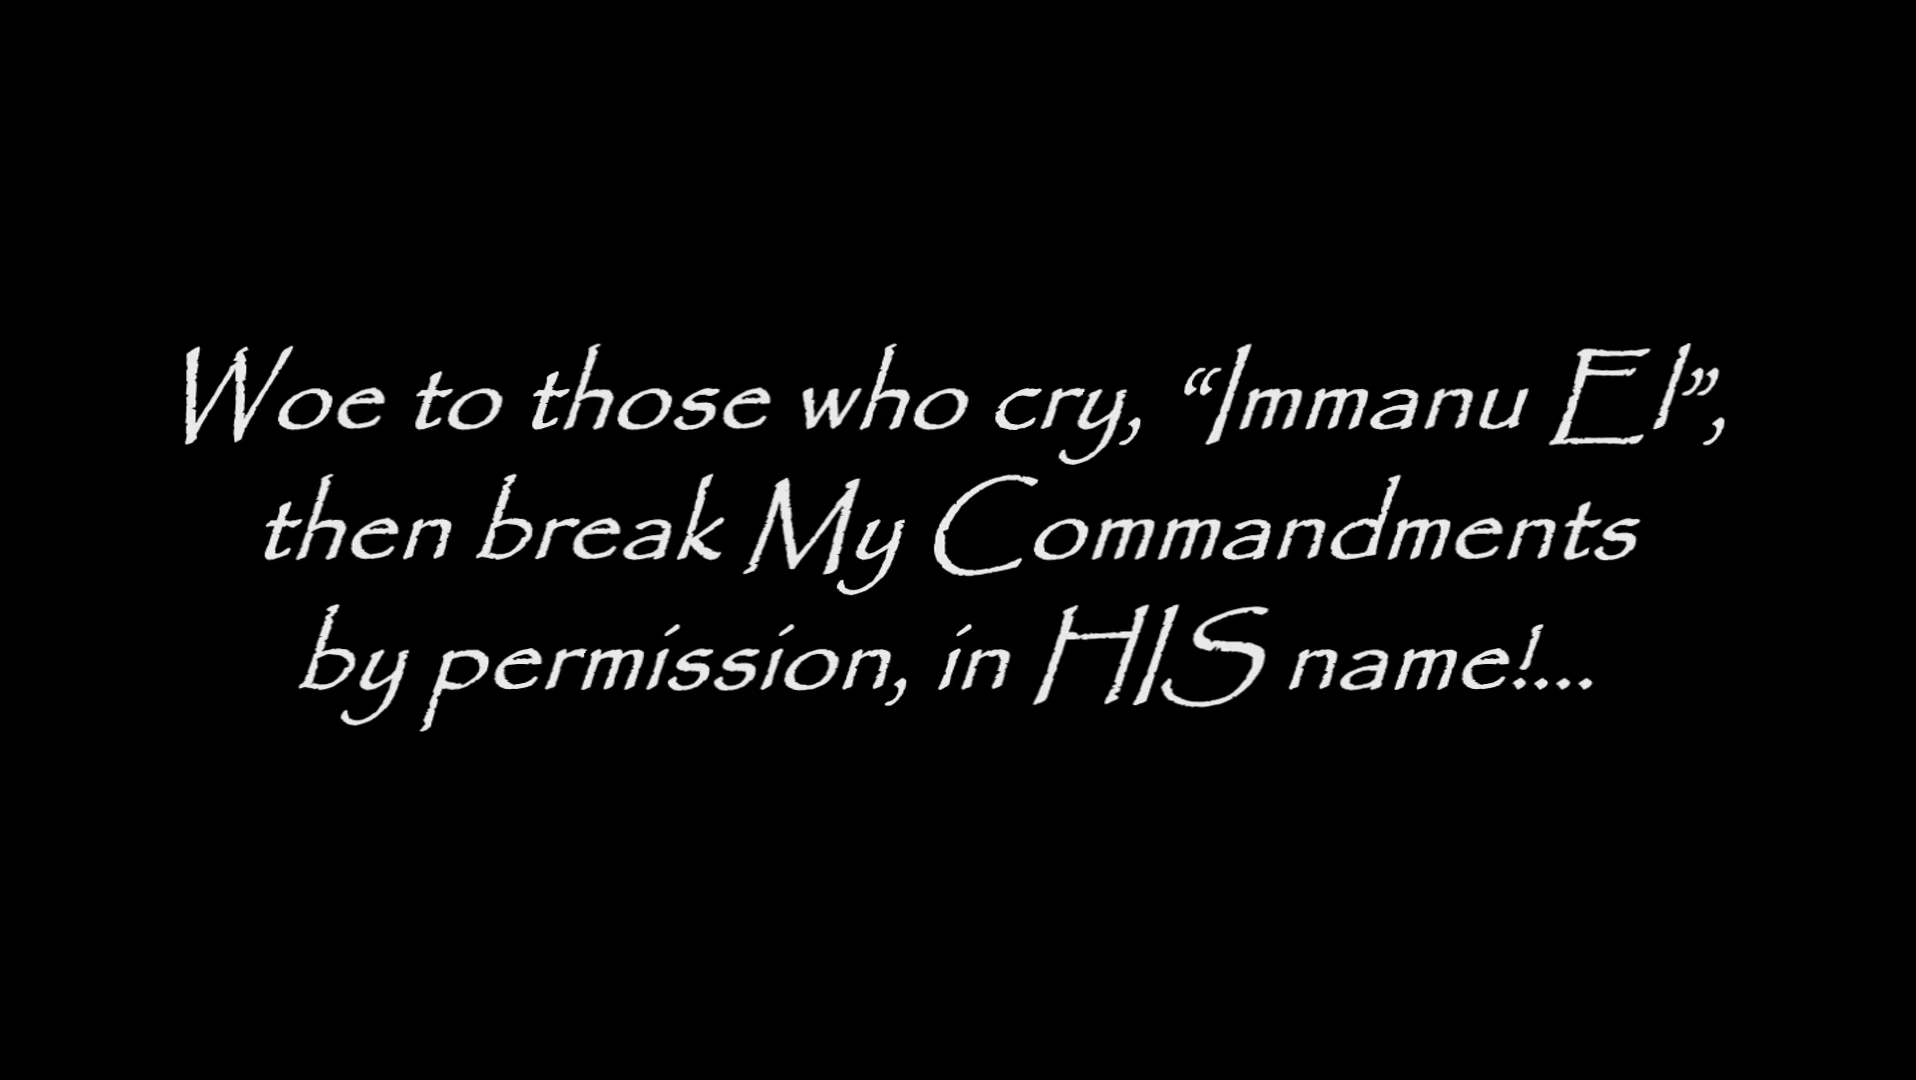 Woe to those who cry, “Immanu El”,
then break My Commandments
by permission, in HIS name!...